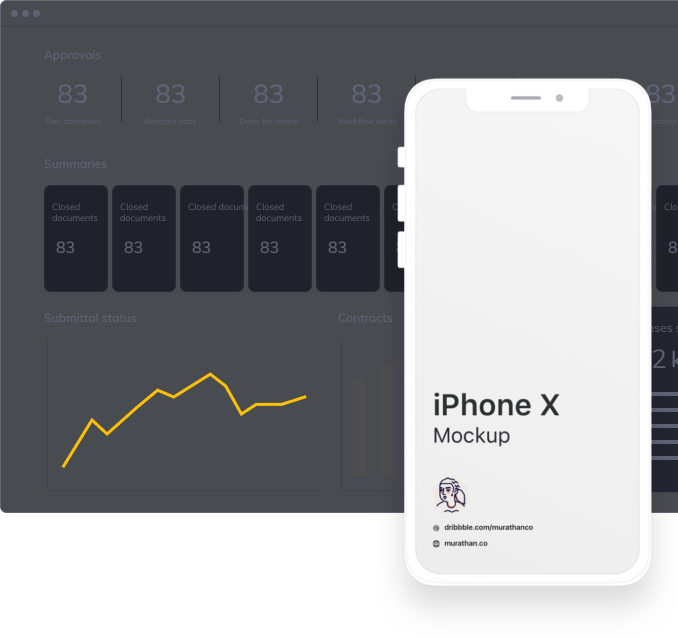 Approvals
83 83 83 83 83
Doc. approvals Rejected docs. Docs. for review Workflow alerts
Summaries
Closed documents
83
Closed documents
83
Closed docum
83
Closed documents
83
Closed documents
83
Submittal status
Contracts
2 k
iPhone X
Mockup
dribbble.com/murathanco
murathan.co